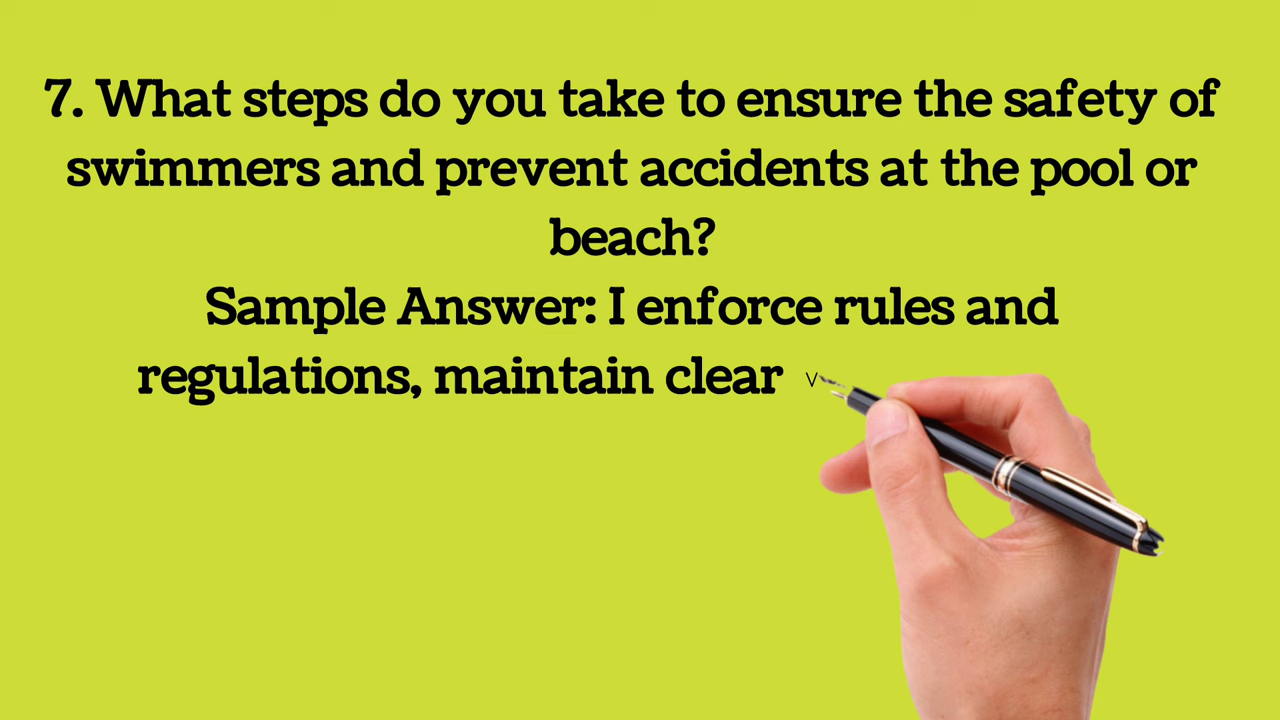 7. What steps do you take to ensure the safety of
swimmers and prevent accidents at the pool or
beach?
Sample Answer: I enforce rules and
regulations, maintain clear v